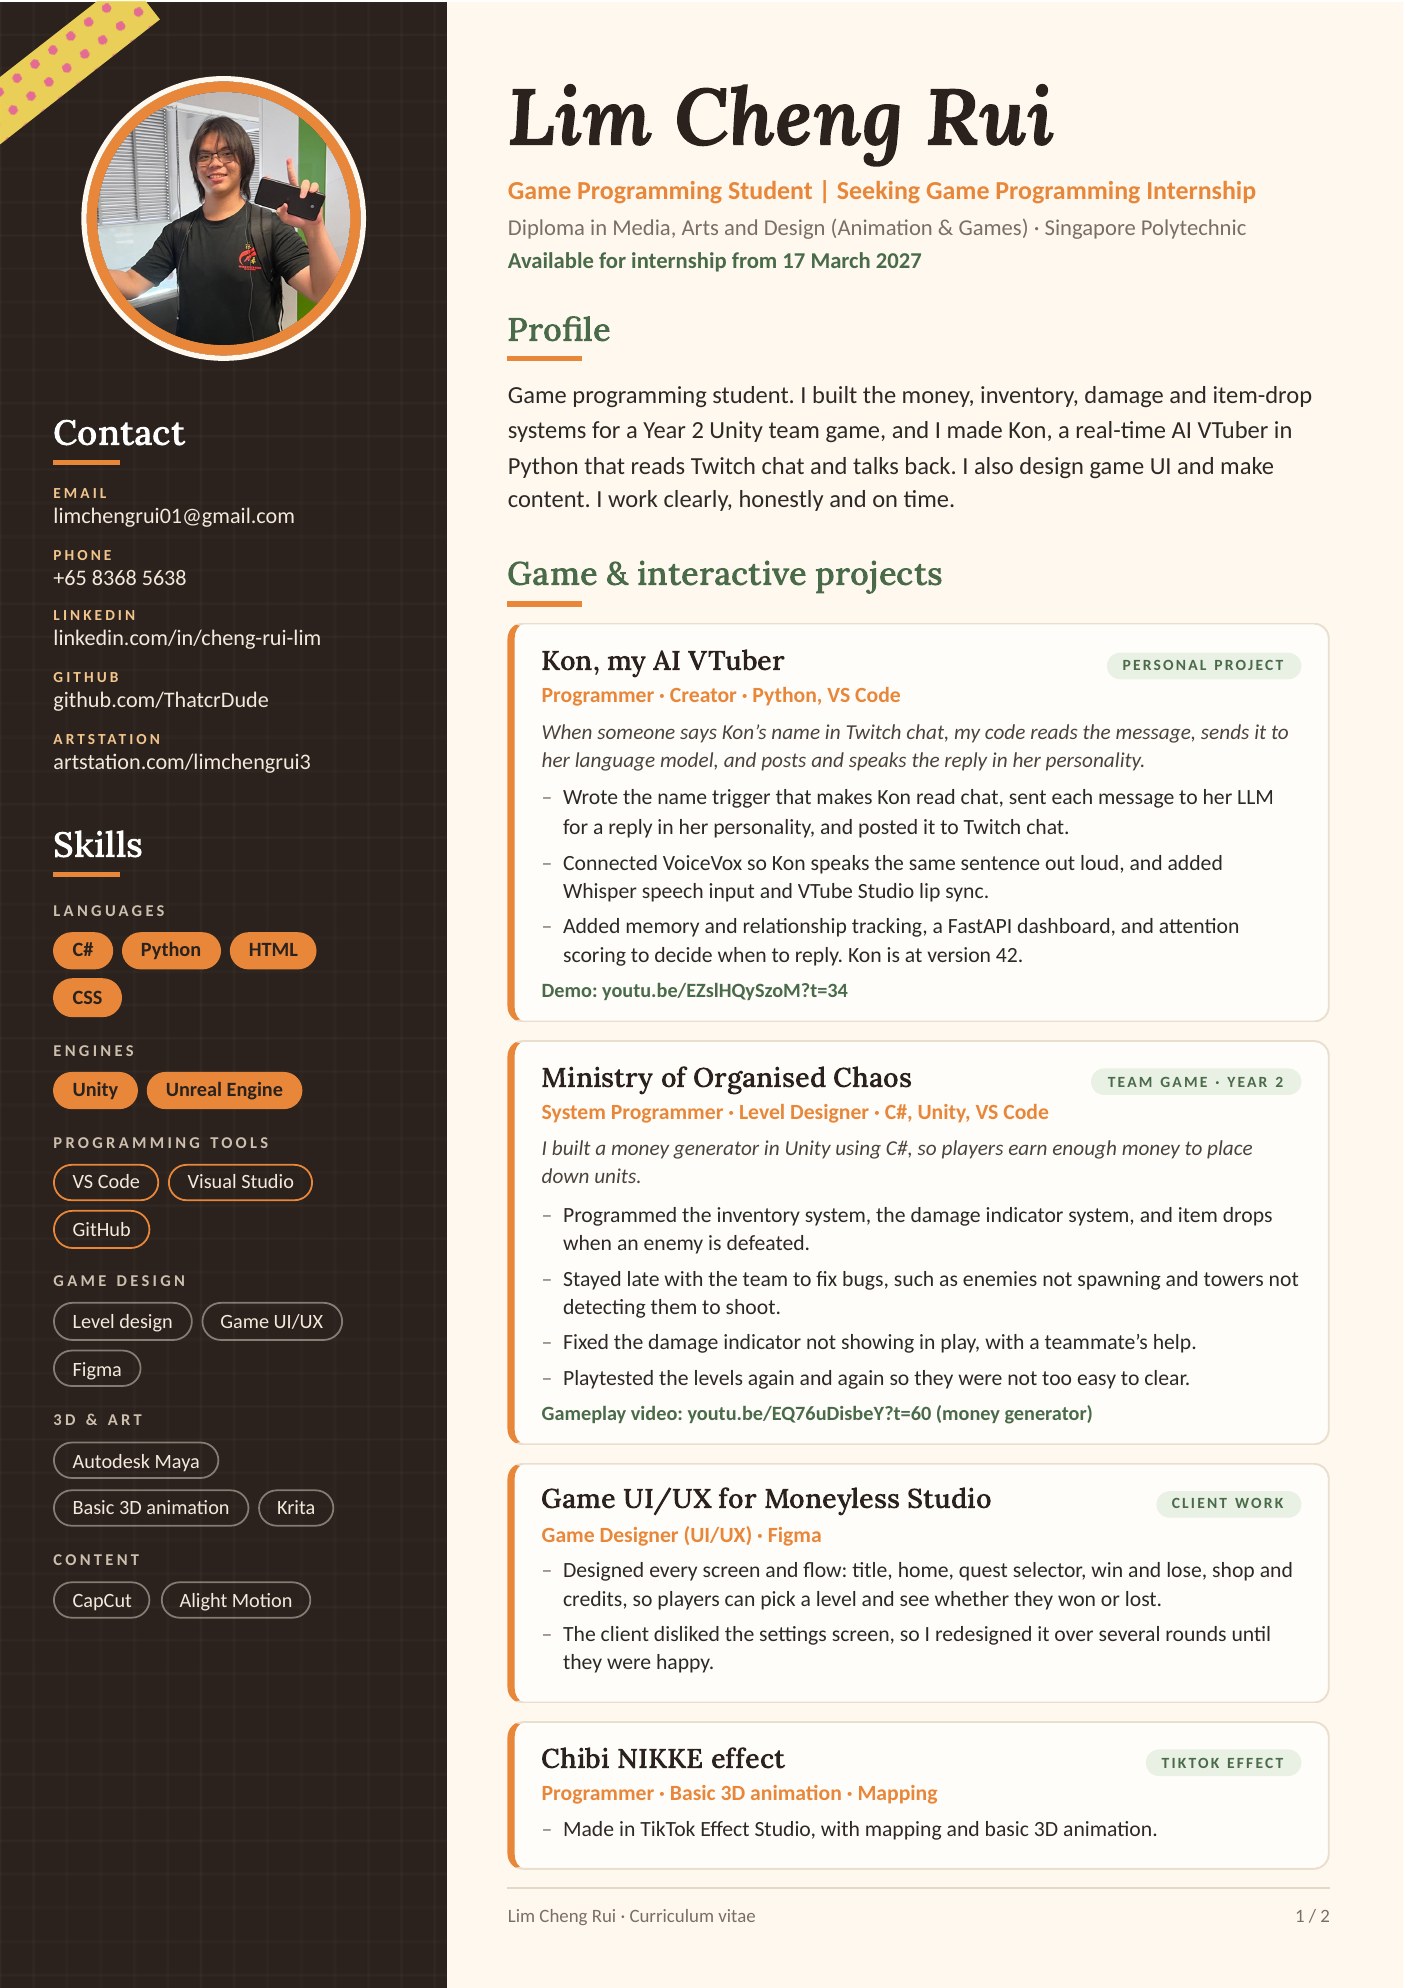 Contact
EMAIL
limchengrui01@gmail.com
PHONE
+65 8368 5638
LINKEDIN
linkedin.com/in/cheng-rui-lim
GITHUB
github.com/ThatcrDude
ARTSTATION
artstation.com/limchengrui3
Skills
LANGUAGES
C# Python HTML
CSS
ENGINES
Unity Unreal Engine
PROGRAMMING TOOLS
VS Code Visual Studio
GitHub
GAME DESIGN
Level design Game UI/UX
Figma
3D & ART
Autodesk Maya
Basic 3D animation Krita
CONTENT
CapCut Alight Motion
Lim Cheng Rui
Game Programming Student | Seeking Game Programming Internship
Diploma in Media, Arts and Design (Animation & Games) · Singapore Polytechnic
Available for internship from 17 March 2027
Profile
Game programming student. I built the money, inventory, damage and item-drop
systems for a Year 2 Unity team game, and I made Kon, a real-time AI VTuber in
Python that reads Twitch chat and talks back. I also design game UI and make
content. I work clearly, honestly and on time.
Game & interactive projects
Kon, my AI VTuber PERSONAL PROJECT
Programmer · Creator · Python, VS Code
When someone says Kon’s name in Twitch chat, my code reads the message, sends it to
her language model, and posts and speaks the reply in her personality.
– Wrote the name trigger that makes Kon read chat, sent each message to her LLM
for a reply in her personality, and posted it to Twitch chat.
– Connected VoiceVox so Kon speaks the same sentence out loud, and added
Whisper speech input and VTube Studio lip sync.
– Added memory and relationship tracking, a FastAPI dashboard, and attention
scoring to decide when to reply. Kon is at version 42.
Demo: youtu.be/EZslHQySzoM?t=34
Ministry of Organised Chaos TEAM GAME · YEAR 2
System Programmer · Level Designer · C#, Unity, VS Code
I built a money generator in Unity using C#, so players earn enough money to place
down units.
– Programmed the inventory system, the damage indicator system, and item drops
when an enemy is defeated.
– Stayed late with the team to fix bugs, such as enemies not spawning and towers not
detecting them to shoot.
– Fixed the damage indicator not showing in play, with a teammate’s help.
– Playtested the levels again and again so they were not too easy to clear.
Gameplay video: youtu.be/EQ76uDisbeY?t=60 (money generator)
Game UI/UX for Moneyless Studio CLIENT WORK
Game Designer (UI/UX) · Figma
– Designed every screen and flow: title, home, quest selector, win and lose, shop and
credits, so players can pick a level and see whether they won or lost.
– The client disliked the settings screen, so I redesigned it over several rounds until
they were happy.
Chibi NIKKE effect TIKTOK EFFECT
Programmer · Basic 3D animation · Mapping
– Made in TikTok Effect Studio, with mapping and basic 3D animation.
Lim Cheng Rui · Curriculum vitae 1 / 2